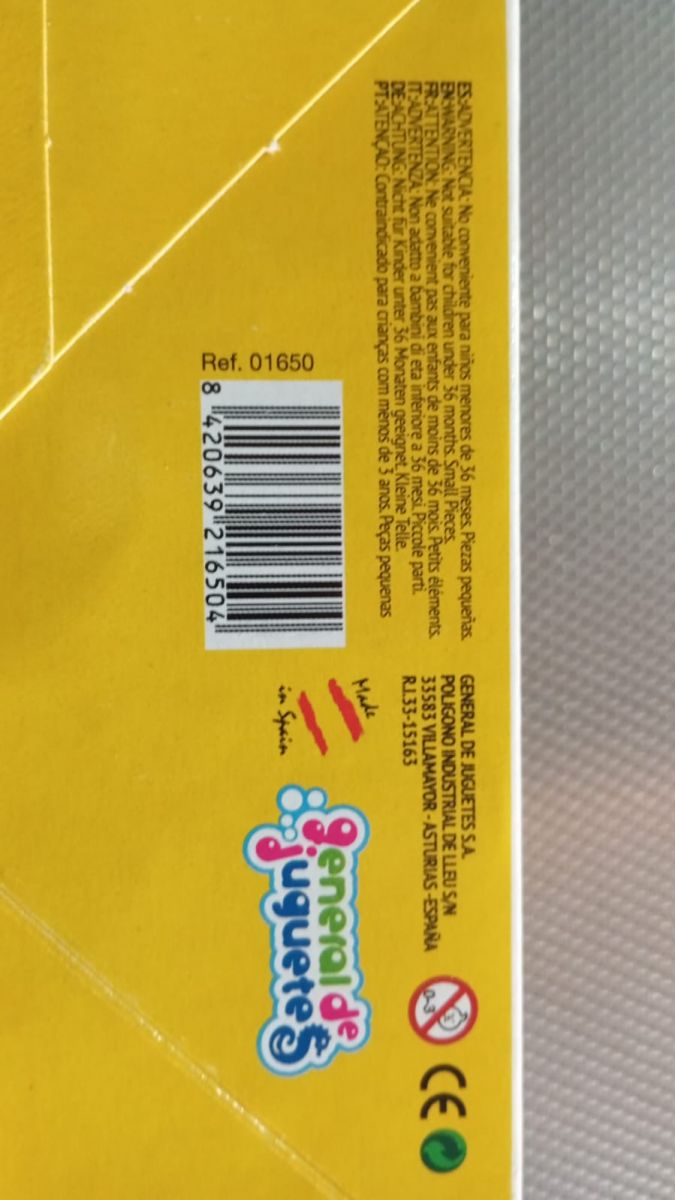 ES:ADVERTENCIA: No conveniente para niños menores de 36 meses. Piezas pequeñas.
EN:WARNING: Not suitable for children under 36 months. Small Pieces.
FR:ATTENTION: Ne convenient pas aux enfants de moins de 36 mois. Petits éléments.
IT:ADVERTENZA: Non adatto a bambini di eta inferiore a 36 mesi. Piccole parti.
DE:ACHTUNG: Nicht für Kinder unter 36 Monaten geeignet. Kleine Teile.
PT:ATENÇAO: Contraindicado para crianças com menos de 3 anos. Peças pequenas
Ref. 01650
8 420639 216504
GENERAL DE JUGUETES S.A.
POLIGONO INDUSTRIAL DE LLEU S/N
33583 VILLAMAYOR - ASTURIAS -ESPAÑA
R.I.33-15163
Made
in Spain
general de
jugueteS
0-3
CE